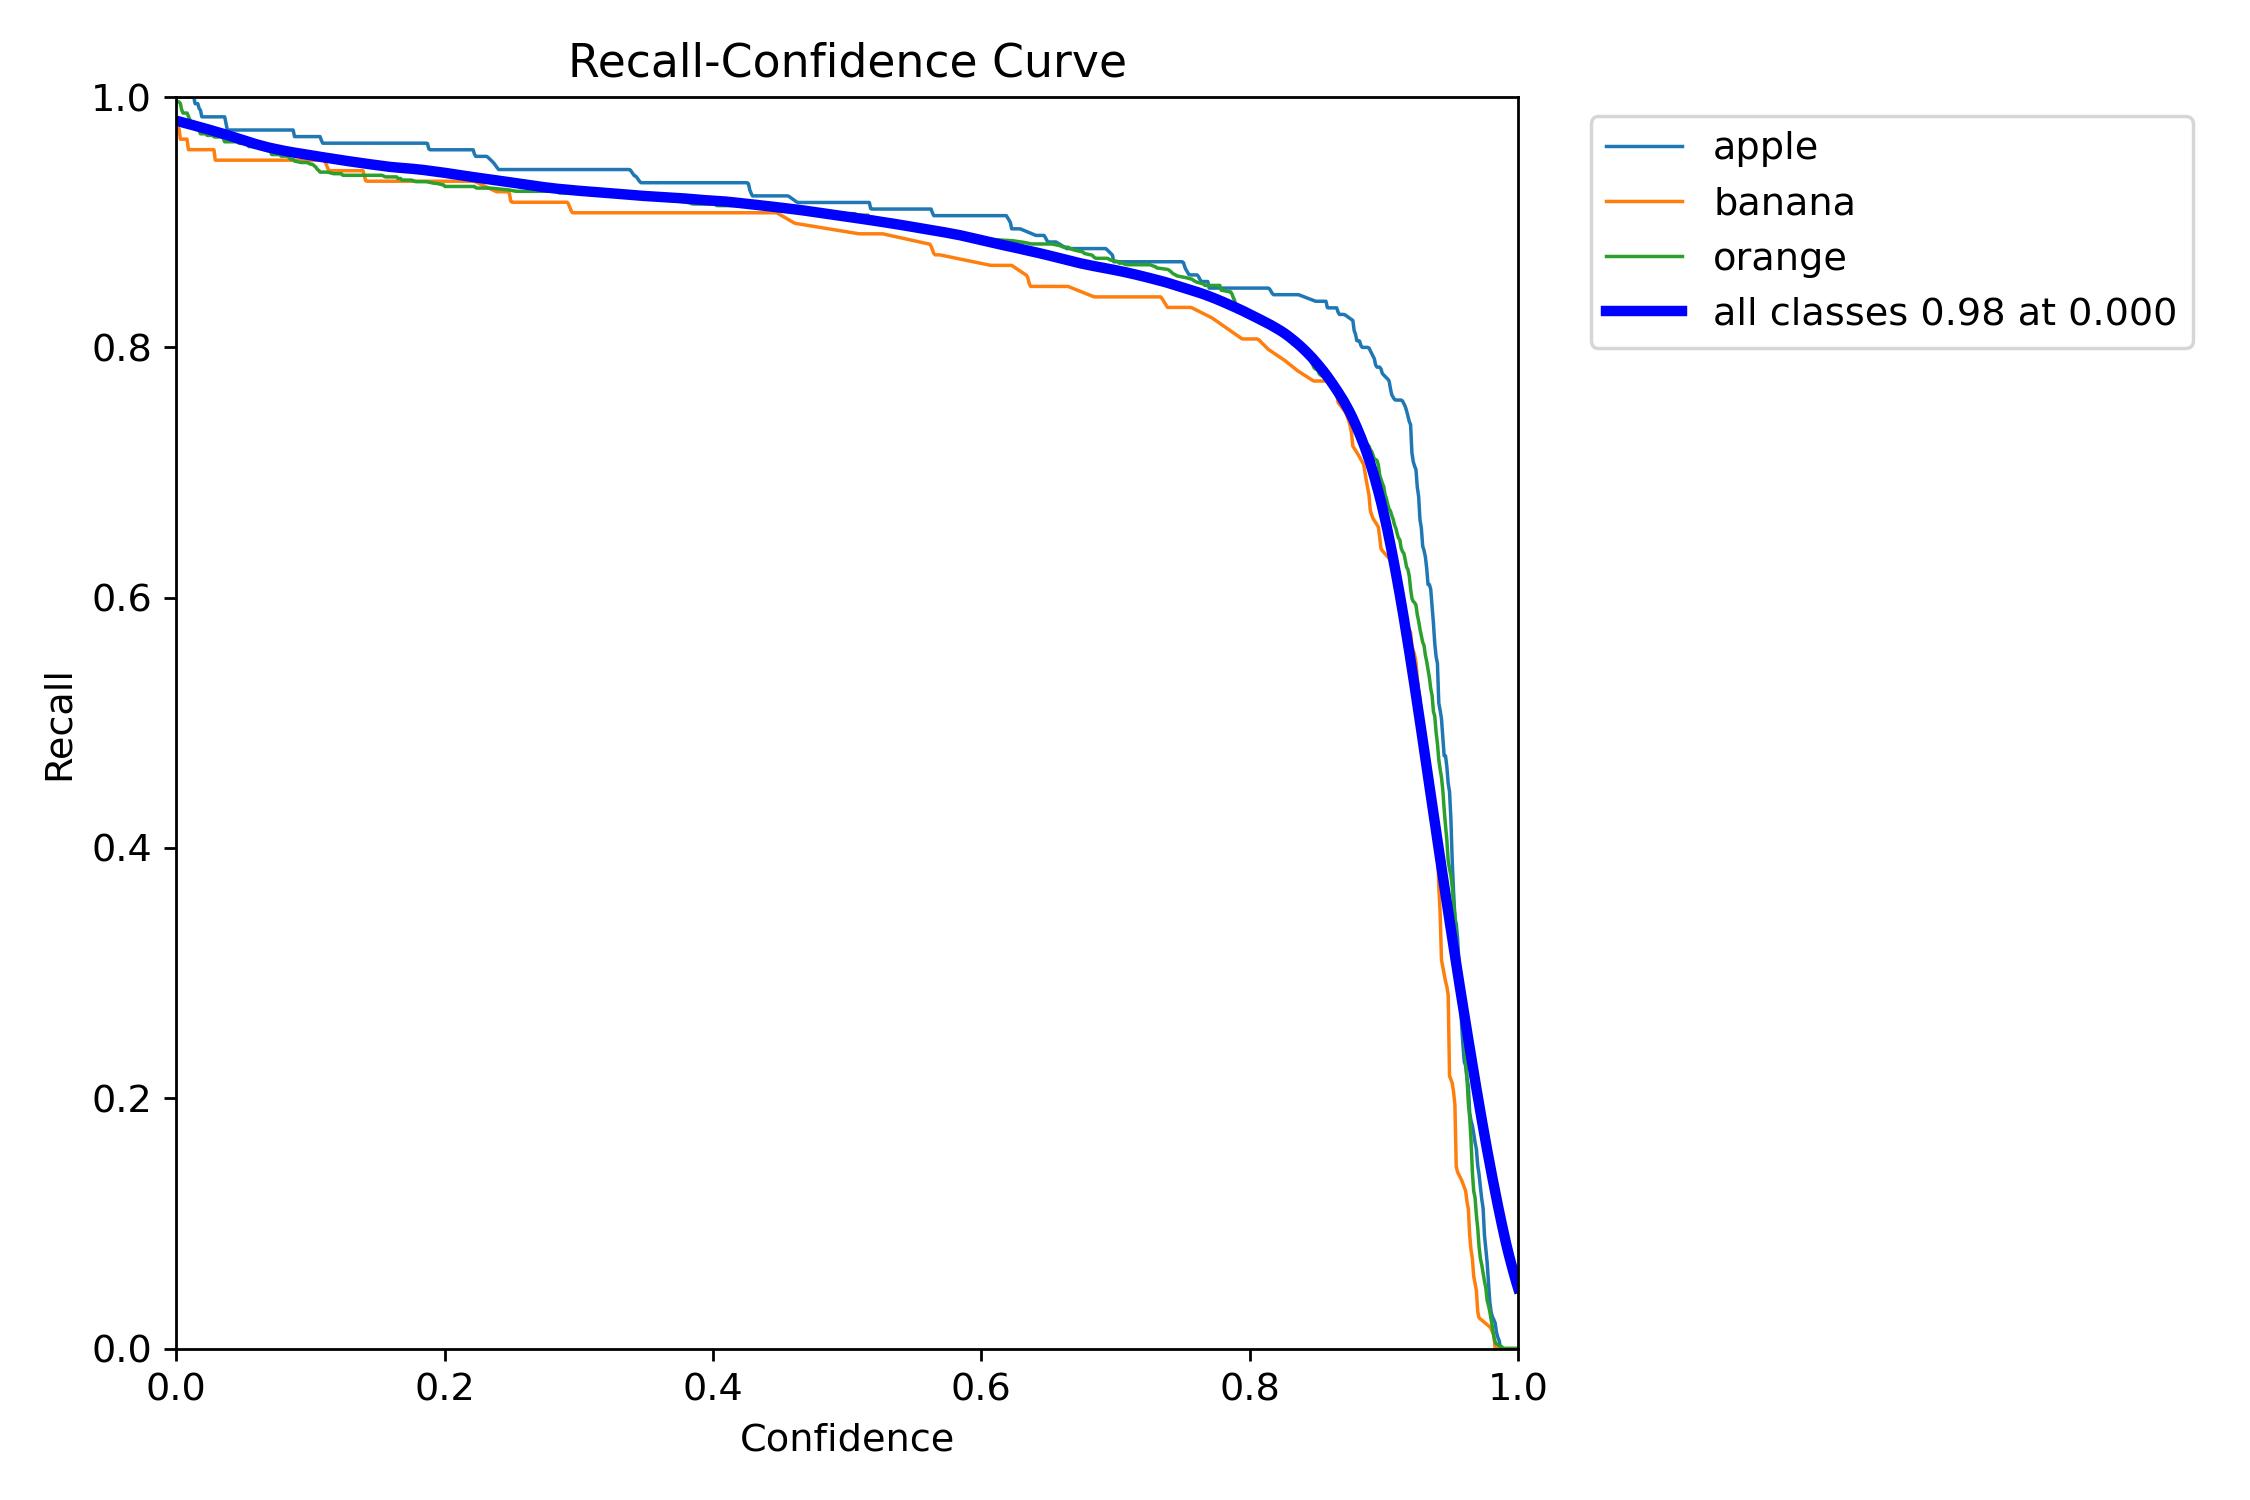 Recall-Confidence Curve
1.0
0.8
0.6
0.4
0.2
0.0
Recall
0.0 0.2 0.4 0.6 0.8 1.0
Confidence
apple
banana
orange
all classes 0.98 at 0.000